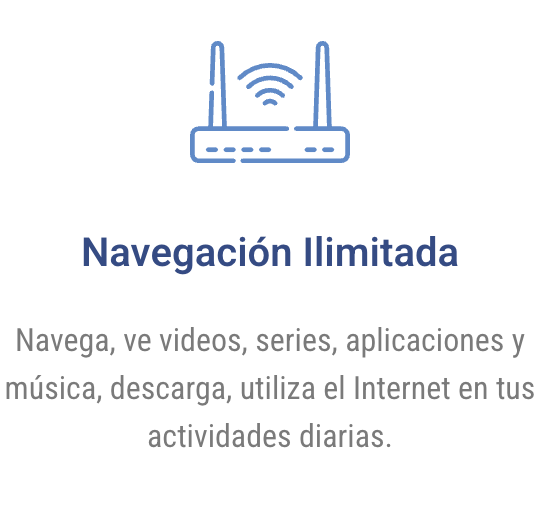 Navegación Ilimitada
Navega, ve videos, series, aplicaciones y
música, descarga, utiliza el Internet en tus
actividades diarias.